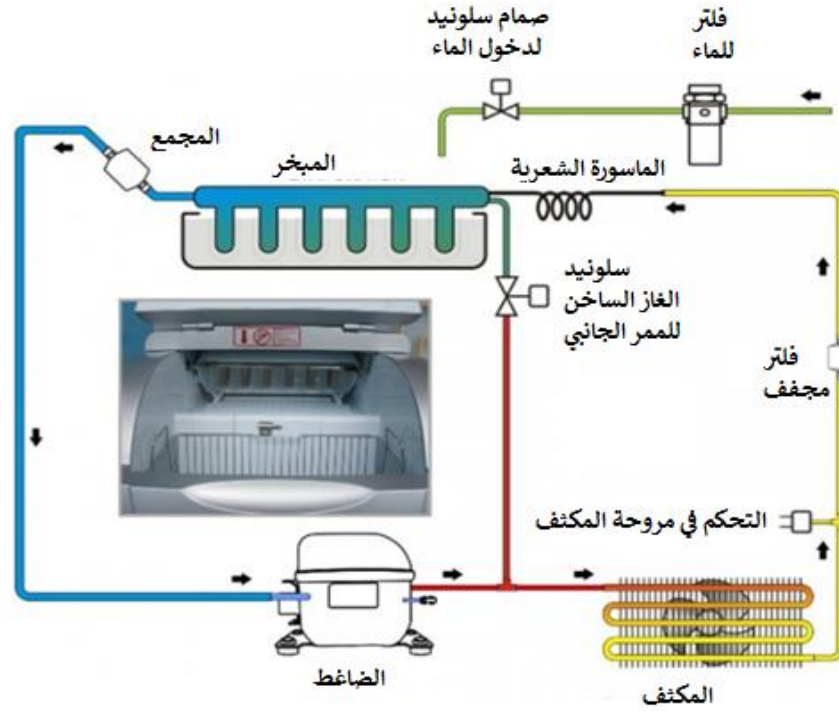 فلتر
للماء
صمام سلونيد
لدخول الماء
المجمع
المبخر
الماسورة الشعرية
سلونيد
الغاز الساخن
للممر الجانبي
فلتر
مجفف
التحكم في مروحة المكثف
الضاغط
المكثف